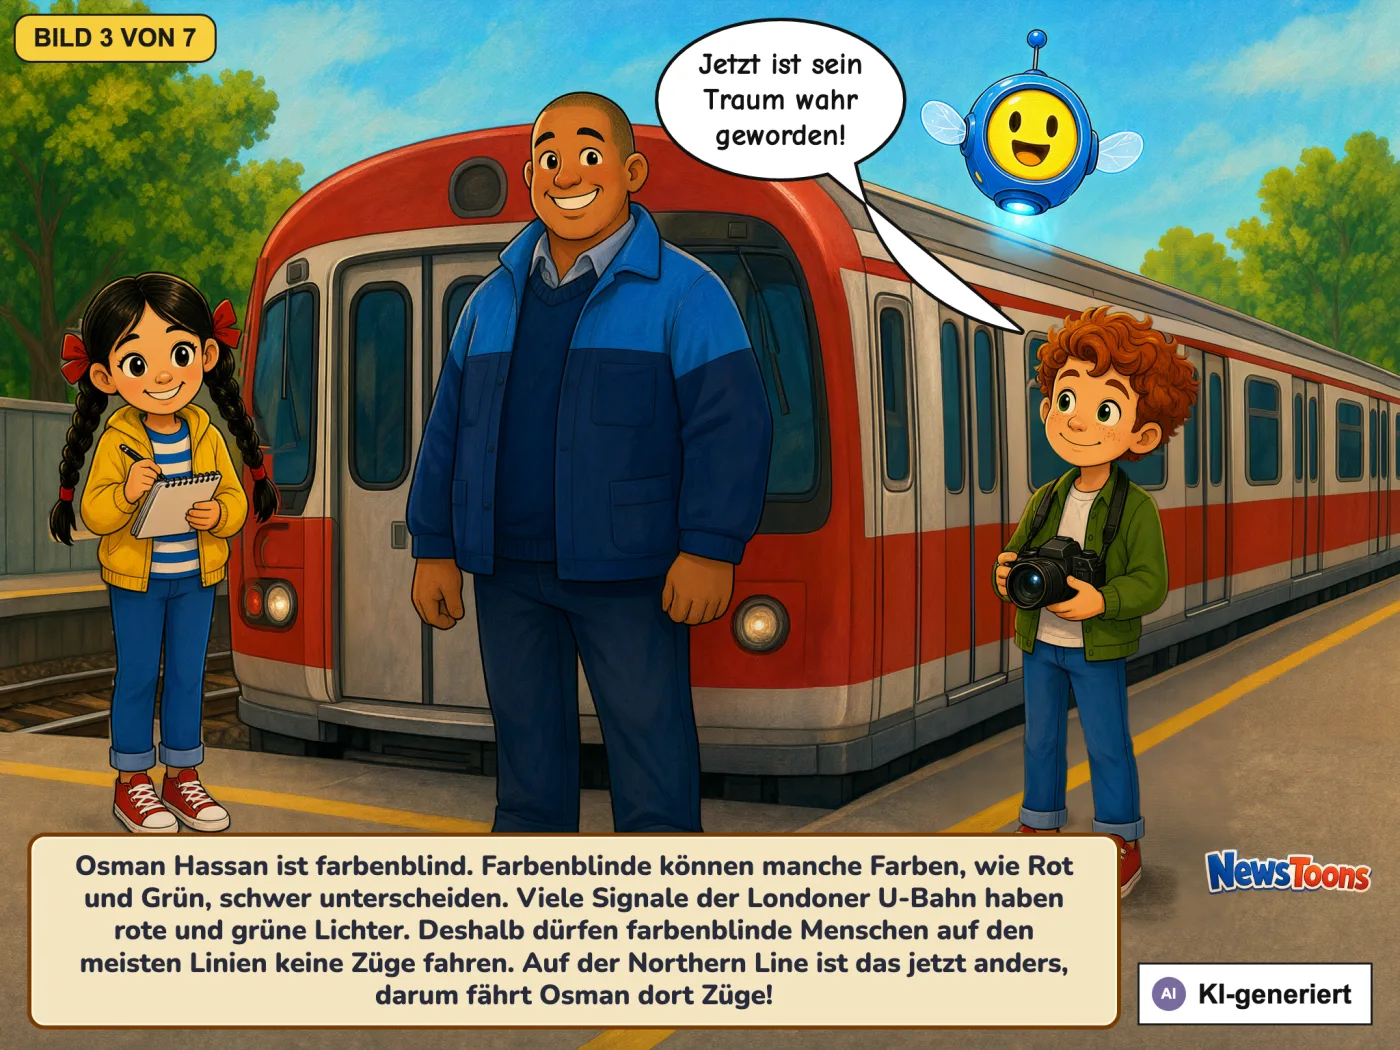 BILD 3 VON 7
Jetzt ist sein
Traum wahr
geworden!
Osman Hassan ist farbenblind. Farbenblinde können manche Farben, wie Rot
und Grün, schwer unterscheiden. Viele Signale der Londoner U-Bahn haben
rote und grüne Lichter. Deshalb dürfen farbenblinde Menschen auf den
meisten Linien keine Züge fahren. Auf der Northern Line ist das jetzt anders,
darum fährt Osman dort Züge!
NewsToons
AI KI-generiert